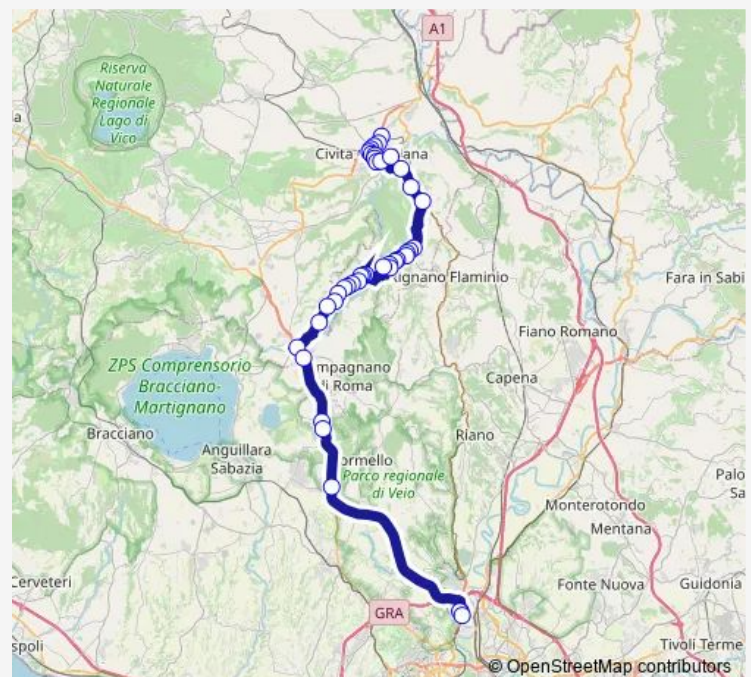 A1
Riserva
Naturale
Regionale
Lago di
Vico
a
Civita
ana
tignano Flaminio
Fara in Sabi
Fiano Romano
ZPS Comprensorio
Bracciano-
Martignano
mpagnano
di Roma
Capena
Bracciano
Anguillara
Sabazia
Riano
ormello
Parco regionale
di Veio
Palo
Sa
Monterotondo
Mentana
Cerveteri
Fonte Nuova
Guidonia
GRA
spoli
Tivoli Terme
© OpenStreetMap contributors